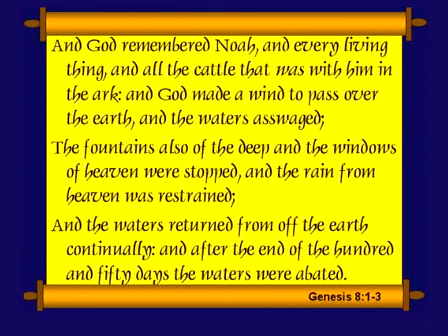 And God remembered Noah, and every living
thing, and all the cattle that was with him in
the ark: and God made a wind to pass over
the earth, and the waters asswaged;
The fountains also of the deep and the windows
of heaven were stopped, and the rain from
heaven was restrained;
And the waters returned from off the earth
continually: and after the end of the hundred
and fifty days the waters were abated.
Genesis 8:1-3